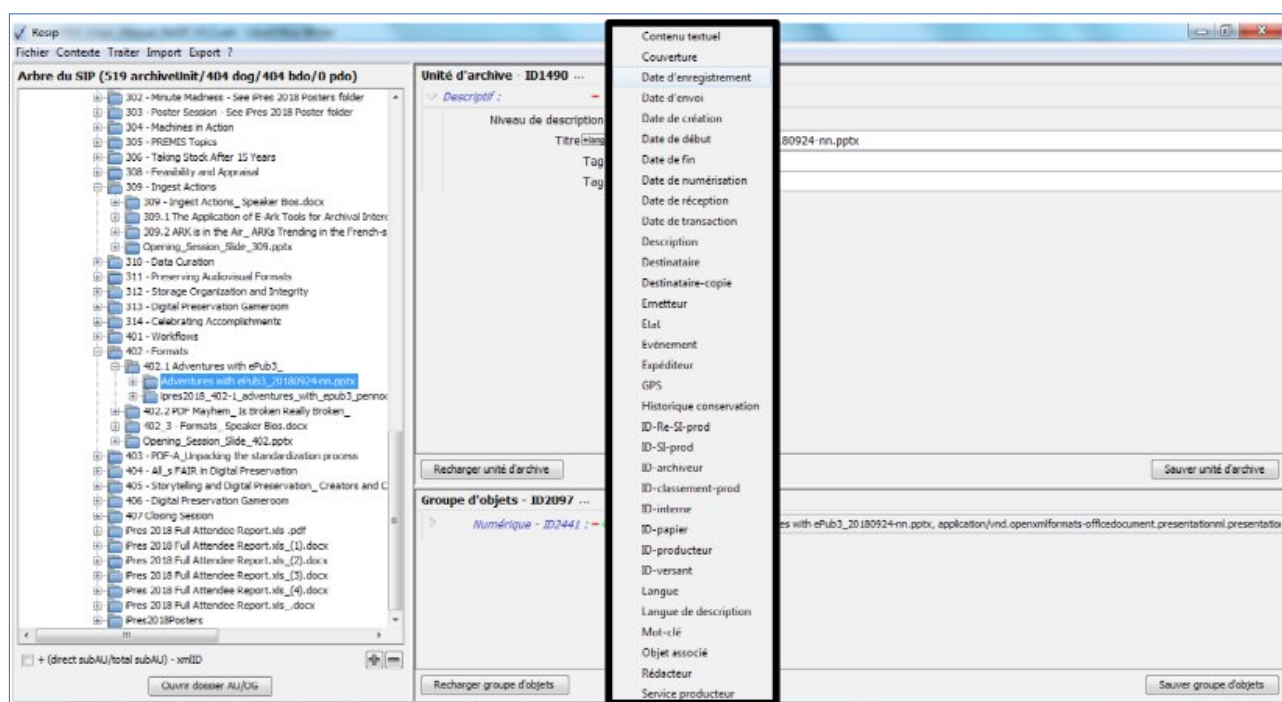 Resip
Fichier Contexte Traiter Import Export ?
Arbre du SIP (519 archiveUnit/404 dog/404 bdo/0 pdo)
302 - Minute Madness - See iPres 2018 Posters folder
303 - Poster Session - See iPres 2018 Poster folder
304 - Machines in Action
305 - PREMIS Topics
306 - Taking Stock After 15 Years
308 - Feasibility and Appraisal
309 - Ingest Actions
309 - Ingest Actions_ Speaker Bios.docx
309.1 The Application of E-Ark Tools for Archival Interc
309.2 ARK is in the Air_ ARKs Trending in the French-s
Opening_Session_Slide_309.pptx
310 - Data Curation
311 - Preserving Audiovisual Formats
312 - Storage Organization and Integrity
313 - Digital Preservation Gameroom
314 - Celebrating Accomplishments
401 - Workflows
402 - Formats
402.1 Adventures with ePub3_
Adventures with ePub3_20180924-nn.pptx
ipres2018_402-1_adventures_with_epub3_pennoc
402.2 PDF Mayhem_ Is Broken Really Broken_
402_3 - Formats_ Speaker Bios.docx
Opening_Session_Slide_402.pptx
403 - PDF-A_Unpacking the standardization process
404 - All_s FAIR in Digital Preservation
405 - Storytelling and Digital Preservation_ Creators and C
406 - Digital Preservation Gameroom
407 Closing Session
iPres 2018 Full Attendee Report.xls .pdf
iPres 2018 Full Attendee Report.xls_(1).docx
iPres 2018 Full Attendee Report.xls_(2).docx
iPres 2018 Full Attendee Report.xls_(3).docx
iPres 2018 Full Attendee Report.xls_(4).docx
iPres 2018 Full Attendee Report.xls_.docx
iPres2018Posters
+ (direct subAU/total subAU) - xmlID
Ouvrir dossier AU/OG
Unité d'archive - ID1490 ...
Descriptif :
Niveau de description
Titre +lang
80924-nn.pptx
Tag
Tag
Recharger unité d'archive
Sauver unité d'archive
Groupe d'objets - ID2097 ...
Numérique - ID2441 :
es with ePub3_20180924-nn.pptx, application/vnd.openxmlformats-officedocument.presentationml.presentatio
Recharger groupe d'objets
Sauver groupe d'objets
Contenu textuel
Couverture
Date d'enregistrement
Date d'envoi
Date de création
Date de début
Date de fin
Date de numérisation
Date de réception
Date de transaction
Description
Destinataire
Destinataire-copie
Emetteur
État
Evénement
Expéditeur
GPS
Historique conservation
ID-Re-SI-prod
ID-SI-prod
ID-archiveur
ID-classement-prod
ID-interne
ID-papier
ID-producteur
ID-versant
Langue
Langue de description
Mot-clé
Objet associé
Rédacteur
Service producteur